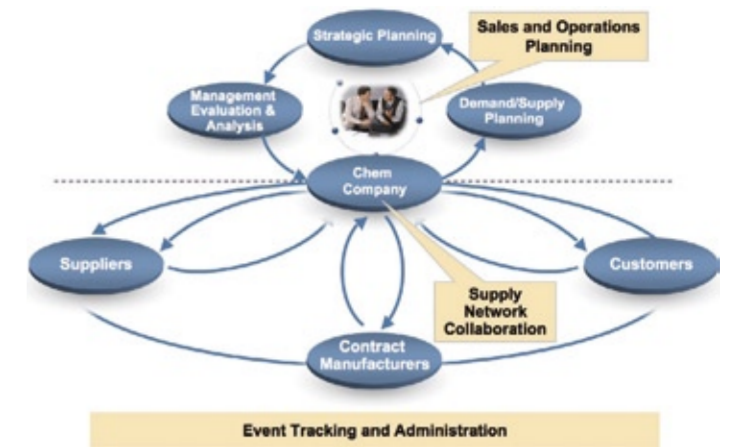 Strategic Planning
Sales and Operations
Planning
Management
Evaluation &
Analysis
Demand/Supply
Planning
Chem
Company
Suppliers
Customers
Supply
Network
Collaboration
Contract
Manufacturers
Event Tracking and Administration